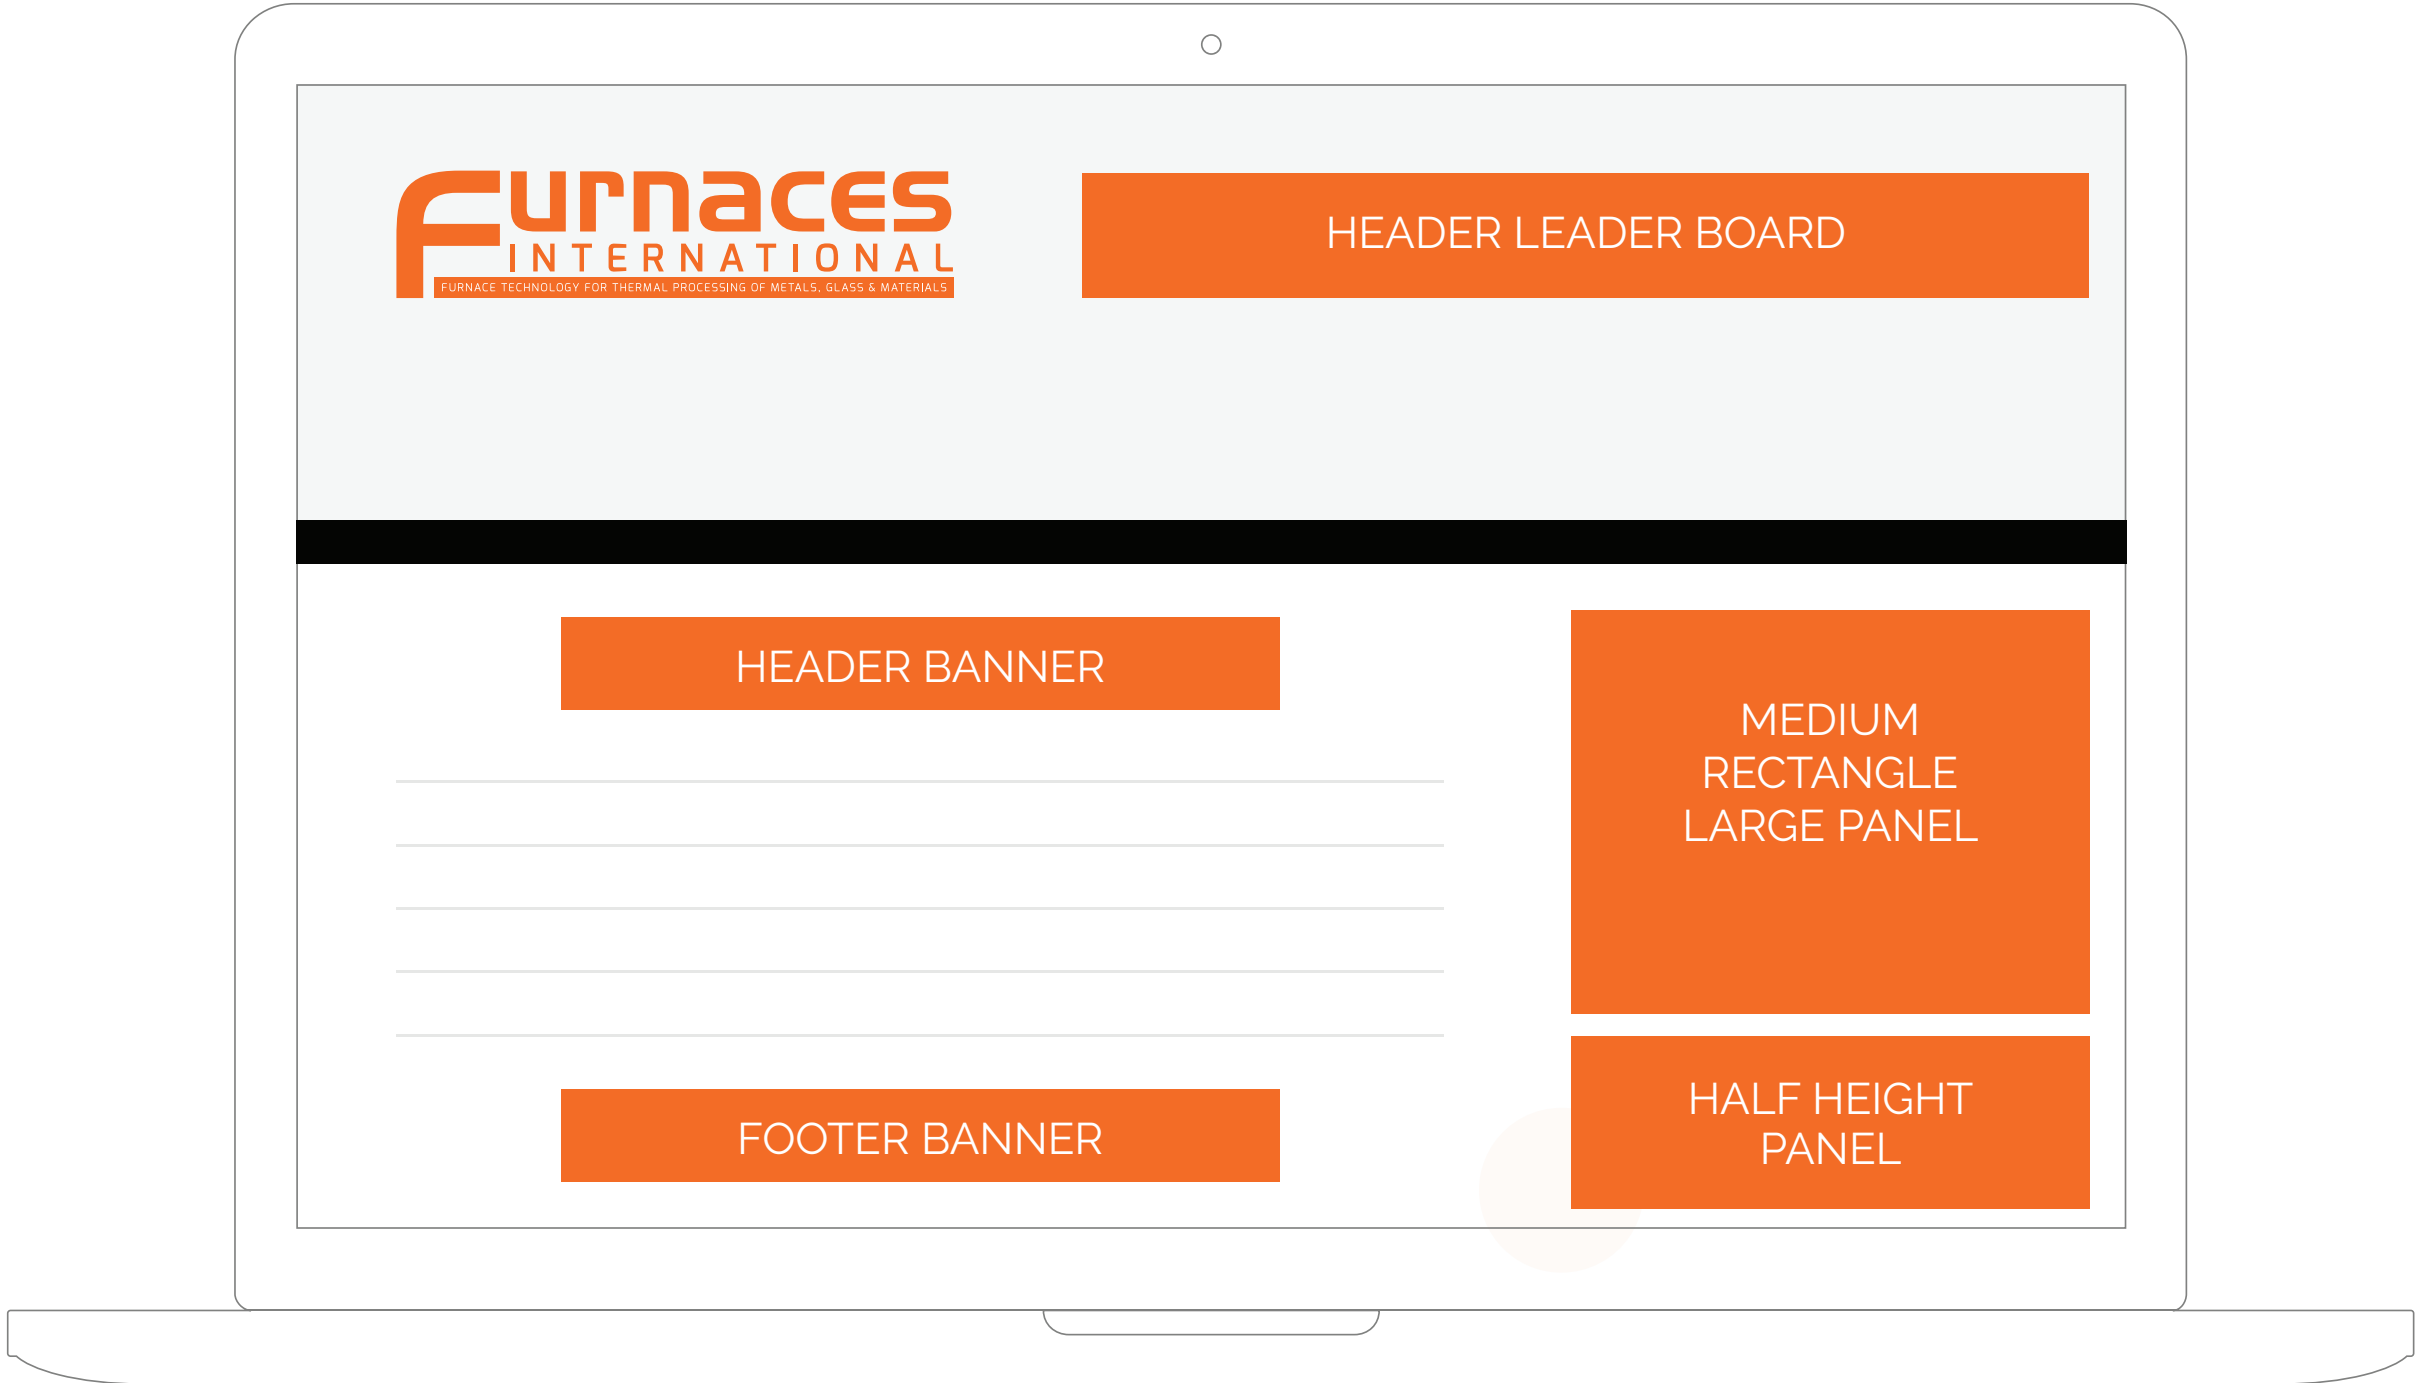 Furnaces
INTERNATIONAL
FURNACE TECHNOLOGY FOR THERMAL PROCESSING OF METALS, GLASS & MATERIALS
HEADER LEADER BOARD
HEADER BANNER
MEDIUM
RECTANGLE
LARGE PANEL
FOOTER BANNER
HALF HEIGHT
PANEL